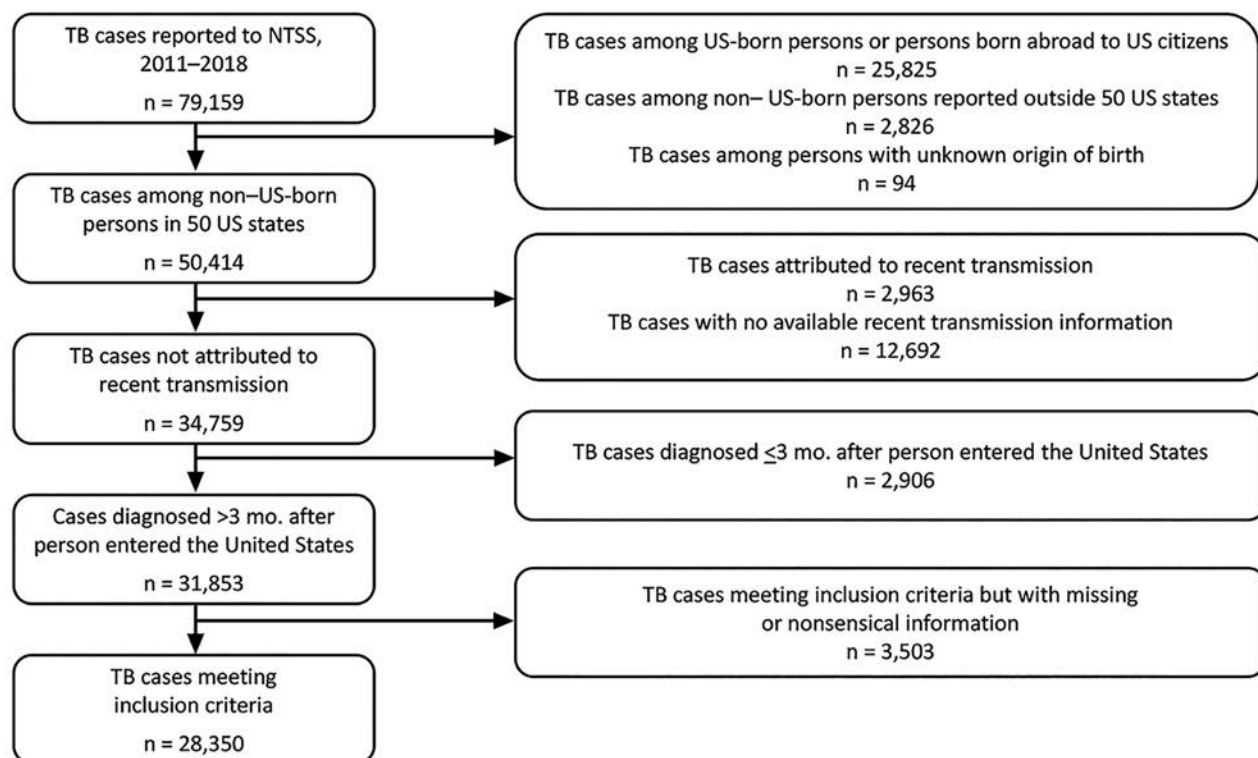 TB cases reported to NTSS,
2011–2018
n = 79,159
TB cases among US-born persons or persons born abroad to US citizens
n = 25,825
TB cases among non– US-born persons reported outside 50 US states
n = 2,826
TB cases among persons with unknown origin of birth
n = 94
TB cases among non–US-born
persons in 50 US states
n = 50,414
TB cases attributed to recent transmission
n = 2,963
TB cases with no available recent transmission information
n = 12,692
TB cases not attributed to
recent transmission
n = 34,759
TB cases diagnosed ≤3 mo. after person entered the United States
n = 2,906
Cases diagnosed >3 mo. after
person entered the United States
n = 31,853
TB cases meeting inclusion criteria but with missing
or nonsensical information
n = 3,503
TB cases meeting
inclusion criteria
n = 28,350